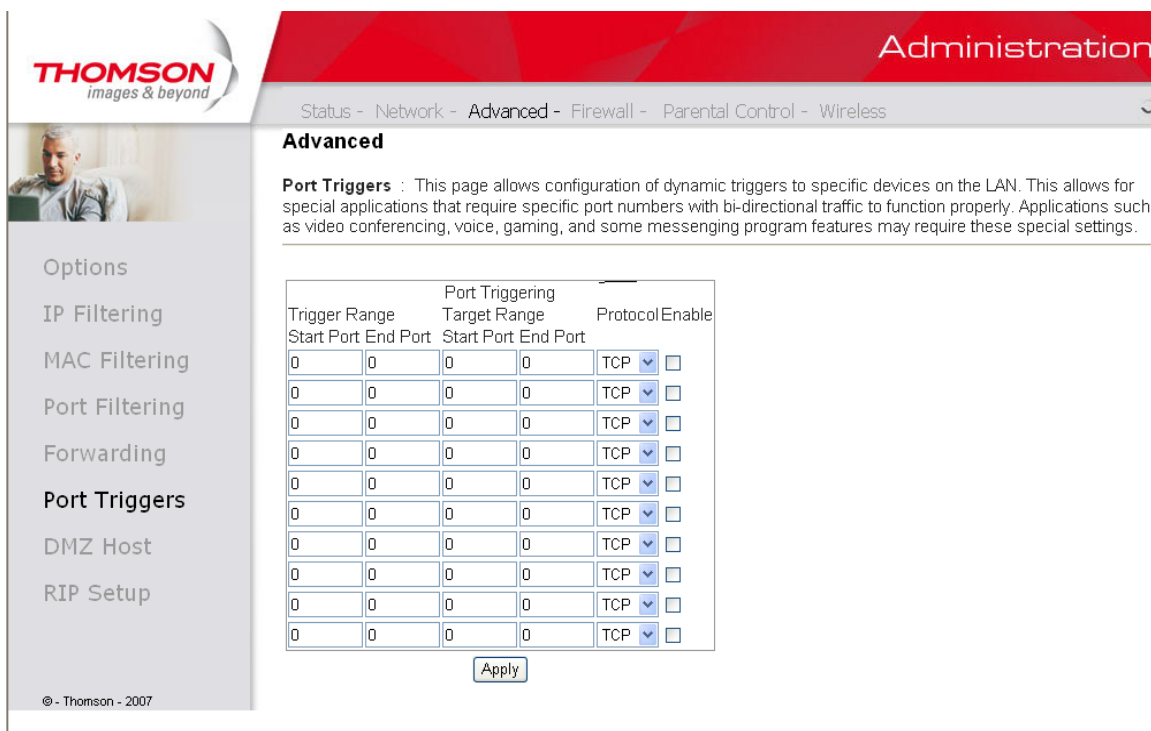 THOMSON
images & beyond
Administration
Status - Network - Advanced - Firewall - Parental Control - Wireless
Advanced
Port Triggers : This page allows configuration of dynamic triggers to specific devices on the LAN. This allows for
special applications that require specific port numbers with bi-directional traffic to function properly. Applications such
as video conferencing, voice, gaming, and some messenging program features may require these special settings.
Options
IP Filtering
MAC Filtering
Port Filtering
Forwarding
Port Triggers
DMZ Host
RIP Setup
© - Thomson - 2007
Port Triggering
Trigger Range Target Range Protocol Enable
Start Port End Port Start Port End Port
0 0 0 0 TCP
0 0 0 0 TCP
0 0 0 0 TCP
0 0 0 0 TCP
0 0 0 0 TCP
0 0 0 0 TCP
0 0 0 0 TCP
0 0 0 0 TCP
0 0 0 0 TCP
0 0 0 0 TCP
Apply